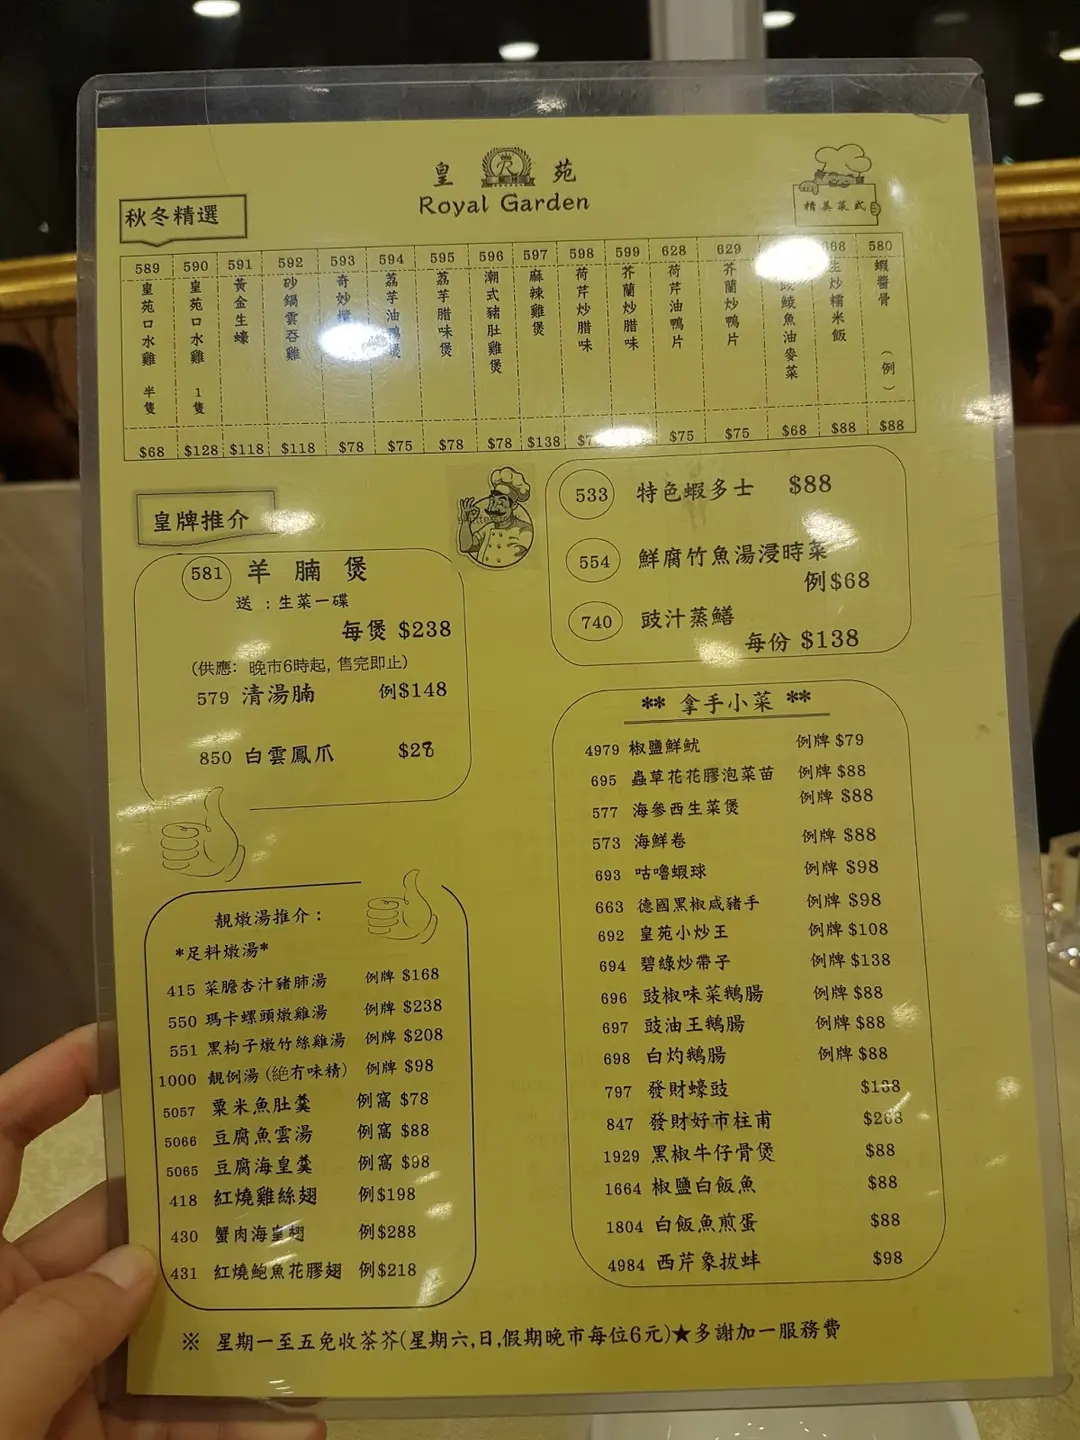 皇 苑
Royal Garden
精美菜式
秋冬精選
589 皇苑口水雞 半隻 $68
590 皇苑口水雞 1隻 $128
591 黃金生蠔 $118
592 砂鍋雲吞雞 $118
593 奇妙 $78
594 荔芋油鴨煲 $75
595 荔芋腊味煲 $78
596 潮式豬肚雞煲 $78
597 麻辣雞煲 $138
598 荷芹炒腊味
599 芥蘭炒腊味
628 荷芹油鴨片 $75
629 芥蘭炒鴨片 $75
鯪魚油麥菜 $68
668 生炒糯米飯 $88
580 蝦醬骨 (例) $88
皇牌推介
581 羊腩煲
送 : 生菜一碟
每煲 $238
(供應: 晚市6時起, 售完即止)
579 清湯腩 例$148
850 白雲鳳爪 $28
533 特色蝦多士 $88
554 鮮腐竹魚湯浸時菜
例$68
740 豉汁蒸鱔
每份 $138
** 拿手小菜 **
4979 椒鹽鮮魷 例牌 $79
695 蟲草花花膠泡菜苗 例牌 $88
577 海參西生菜煲 例牌 $88
573 海鮮卷 例牌 $88
693 咕嚕蝦球 例牌 $98
663 德國黑椒咸豬手 例牌 $98
692 皇苑小炒王 例牌 $108
694 碧綠炒帶子 例牌 $138
696 豉椒味菜鵝腸 例牌 $88
697 豉油王鵝腸 例牌 $88
698 白灼鵝腸 例牌 $88
797 發財蠔豉 $138
847 發財好市柱甫 $268
1929 黑椒牛仔骨煲 $88
1664 椒鹽白飯魚 $88
1804 白飯魚煎蛋 $88
4984 西芹象拔蚌 $98
靚燉湯推介 :
*足料燉湯*
415 菜膽杏汁豬肺湯 例牌 $168
550 瑪卡螺頭燉雞湯 例牌 $238
551 黑枸子燉竹絲雞湯 例牌 $208
1000 靚例湯 (絕冇味精) 例牌 $98
5057 粟米魚肚羹 例窩 $78
5066 豆腐魚雲湯 例窩 $88
5065 豆腐海皇羹 例窩 $98
418 紅燒雞絲翅 例$198
430 蟹肉海皇翅 例$288
431 紅燒鮑魚花膠翅 例$218
※ 星期一至五免收茶芥(星期六,日,假期晚市每位6元)★多謝加一服務費